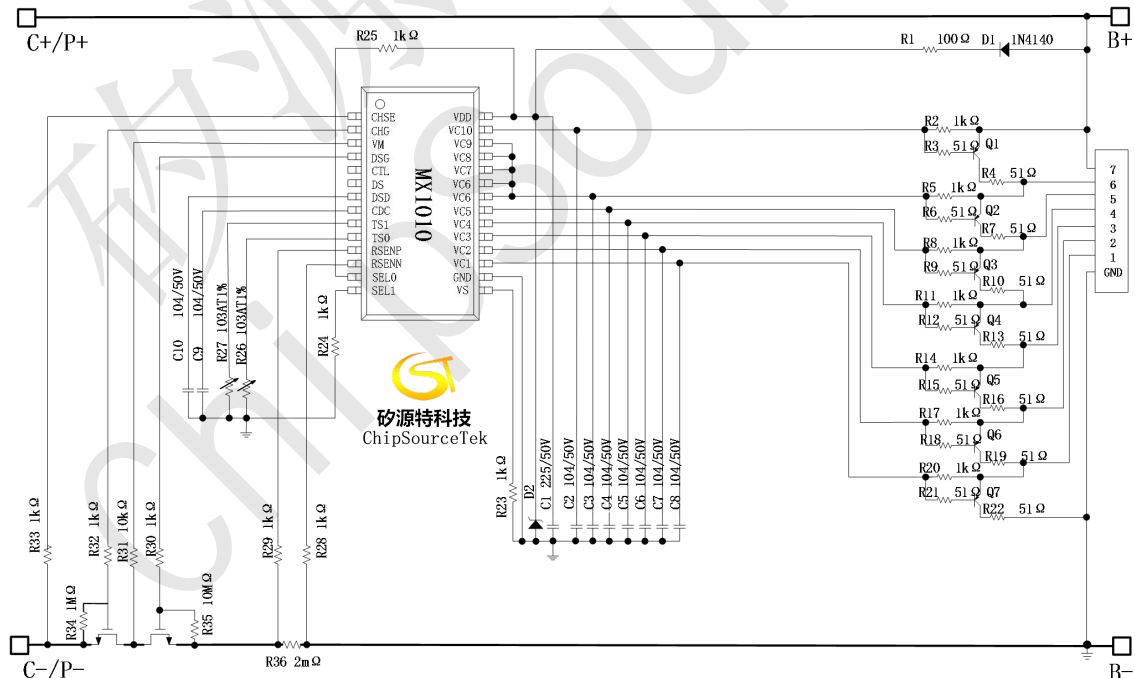 C+/P+
B+
R25 1kΩ
R1 100Ω D1 1N4140
MX1010
CHSE
CHG
VM
DSG
CTL
DS
DSD
CDC
TS1
TS0
RSENP
RSENN
SEL0
SEL1
VDD
VC10
VC9
VC8
VC7
VC6
VC6
VC5
VC4
VC3
VC2
VC1
GND
VS
R2 1kΩ
R3 51Ω Q1
R4 51Ω
R5 1kΩ
R6 51Ω Q2
R7 51Ω
R8 1kΩ
R9 51Ω Q3
R10 51Ω
R11 1kΩ
R12 51Ω Q4
R13 51Ω
R14 1kΩ
R15 51Ω Q5
R16 51Ω
R17 1kΩ
R18 51Ω Q6
R19 51Ω
R20 1kΩ
R21 51Ω Q7
R22 51Ω
7
6
5
4
3
2
1
GND
C10 104/50V
C9 104/50V
R27 103AT1%
R26 103AT1%
R24 1kΩ
矽源特科技
ChipSourceTek
R23 1kΩ
D2
C1 225/50V
C2 104/50V
C3 104/50V
C4 104/50V
C5 104/50V
C6 104/50V
C7 104/50V
C8 104/50V
R33 1kΩ
R32 1kΩ
R31 10kΩ
R30 1kΩ
R29 1kΩ
R28 1kΩ
R34 1MΩ
R35 10MΩ
R36 2mΩ
C-/P-
B-